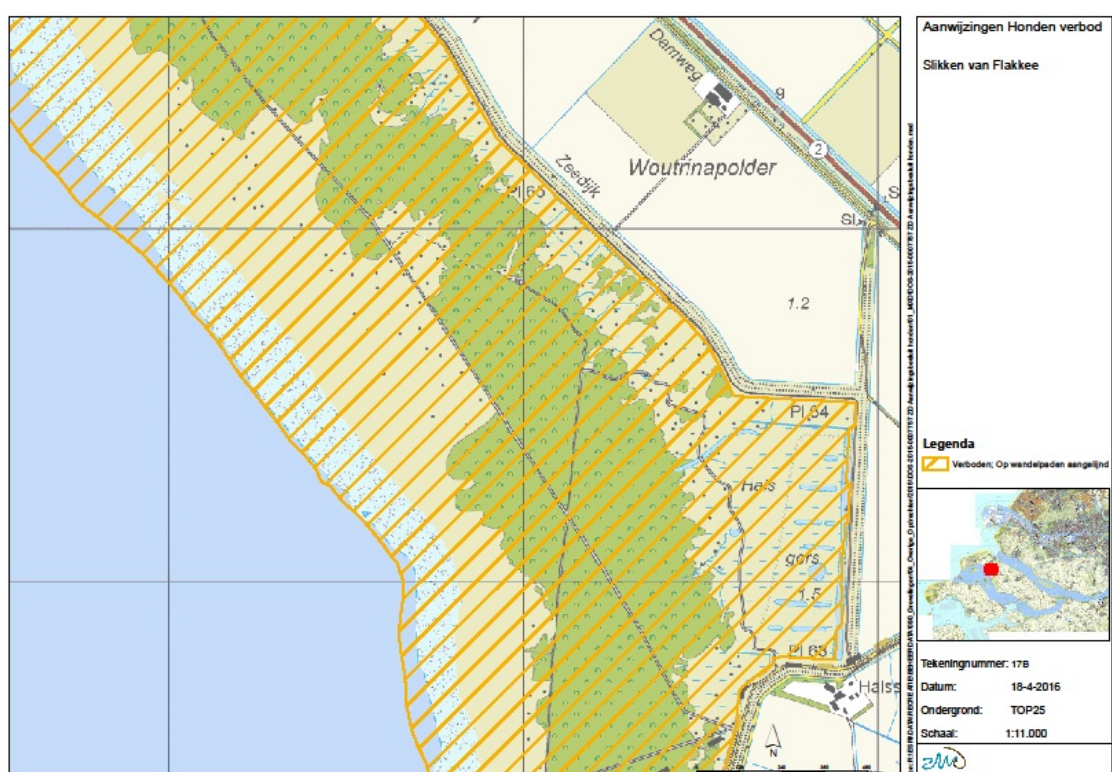 Aanwijzingen Honden verbod
Slikken van Flakkee
Damweg
9
2
Woutrinapolder
Zeedijk
Pl 65
1.2
Pl 64
Hals
gors
1.5
Pl 63
Hals
N
Legenda
Verboden; Op wandelpaden aangelijnd
Tekeningnummer: 17B
Datum: 18-4-2016
Ondergrond: TOP25
Schaal: 1:11.000